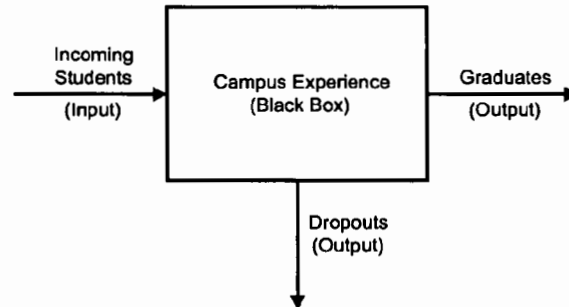 Incoming
Students
(Input)
Campus Experience
(Black Box)
Graduates
(Output)
Dropouts
(Output)